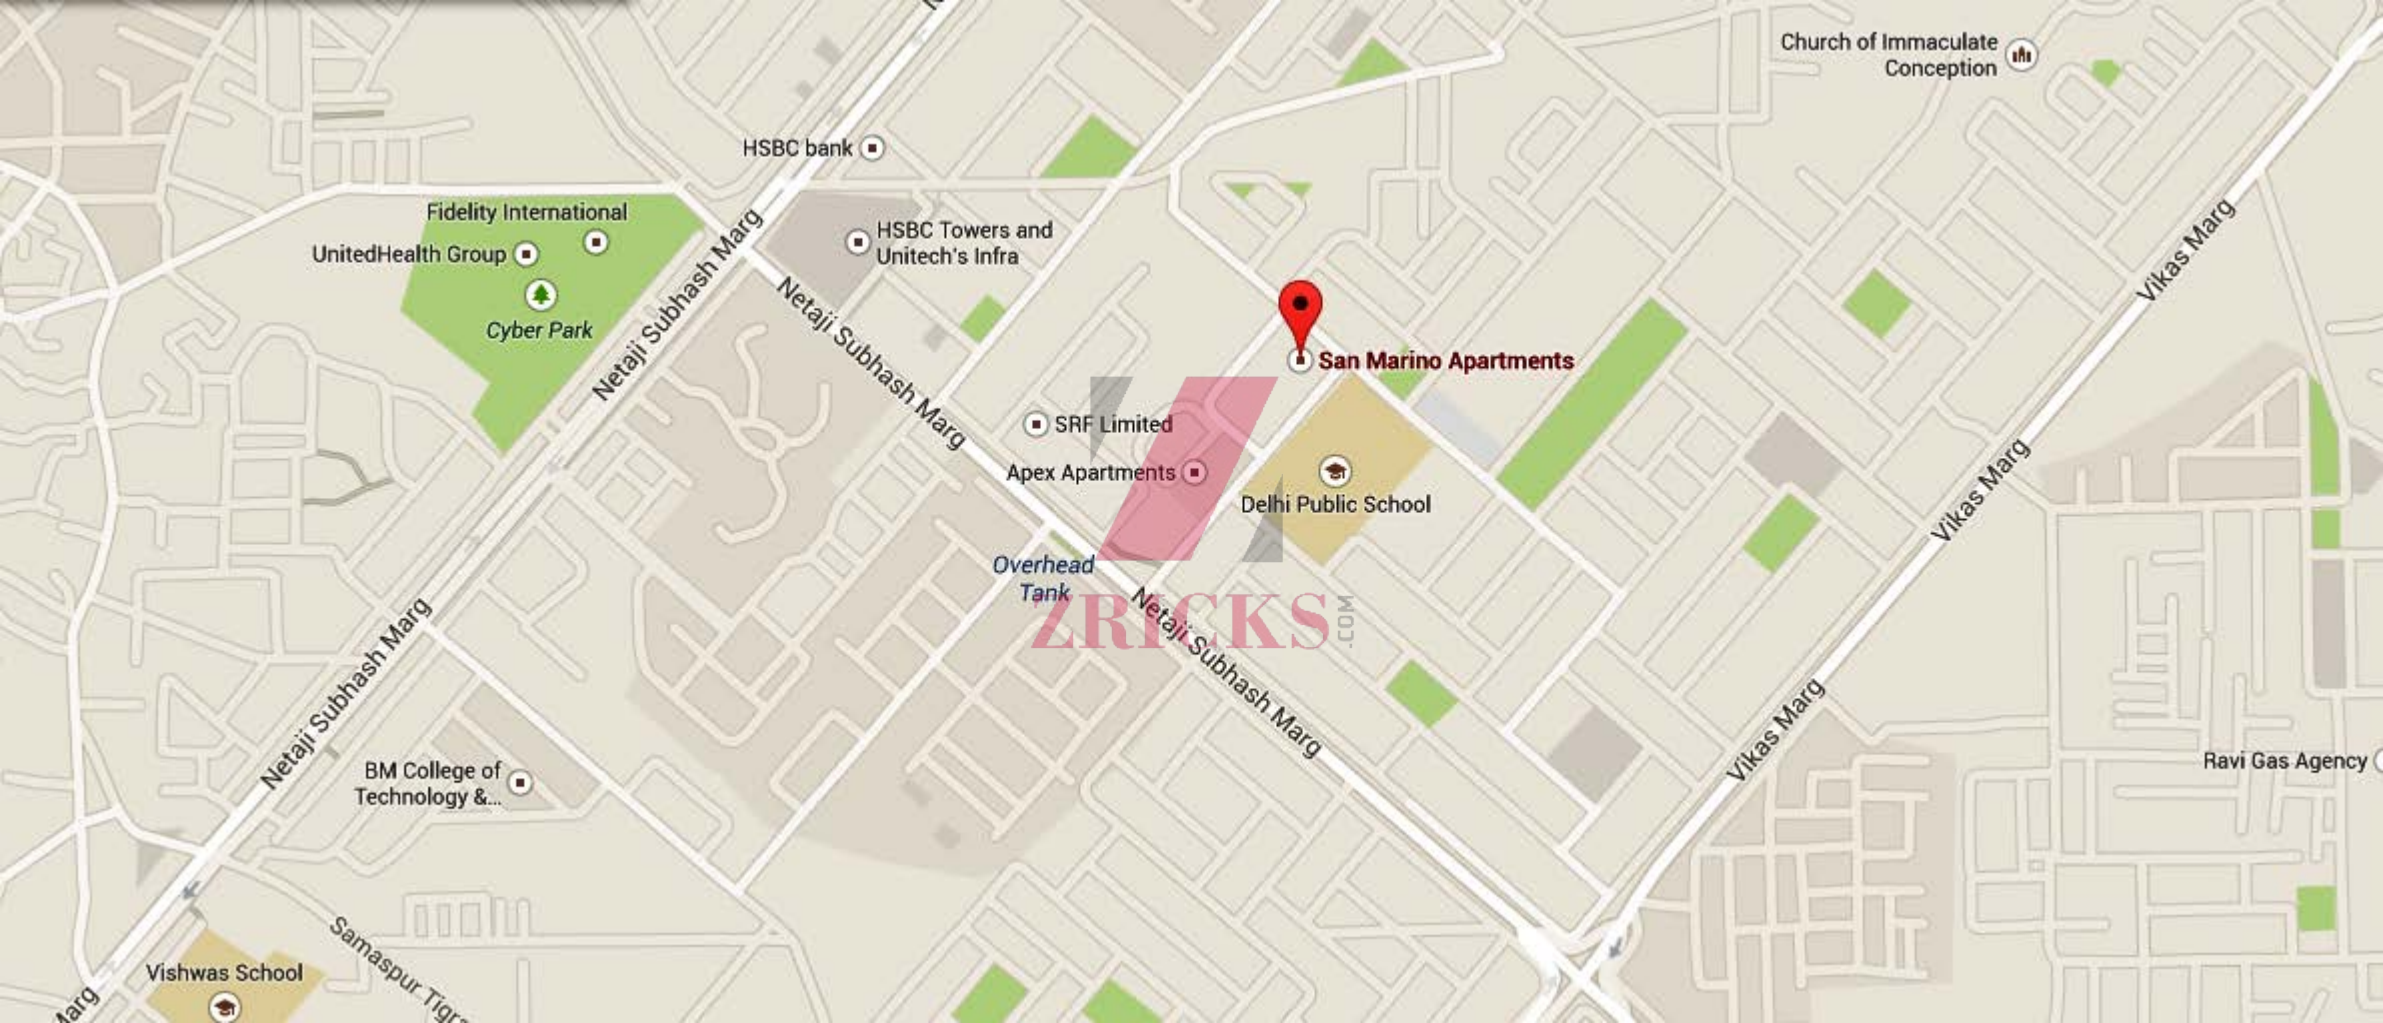 Church of Immaculate
Conception
HSBC bank
Fidelity International
UnitedHealth Group
HSBC Towers and
Unitech's Infra
Cyber Park
Netaji Subhash Marg
Netaji Subhash Marg
Vikas Marg
San Marino Apartments
SRF Limited
Apex Apartments
Delhi Public School
Vikas Marg
Overhead
Tank
ZRICKS
.COM
Netaji Subhash Marg
Netaji Subhash Marg
Vikas Marg
BM College of
Technology &...
Ravi Gas Agency
Samaspur Tigra
Vishwas School
Marg